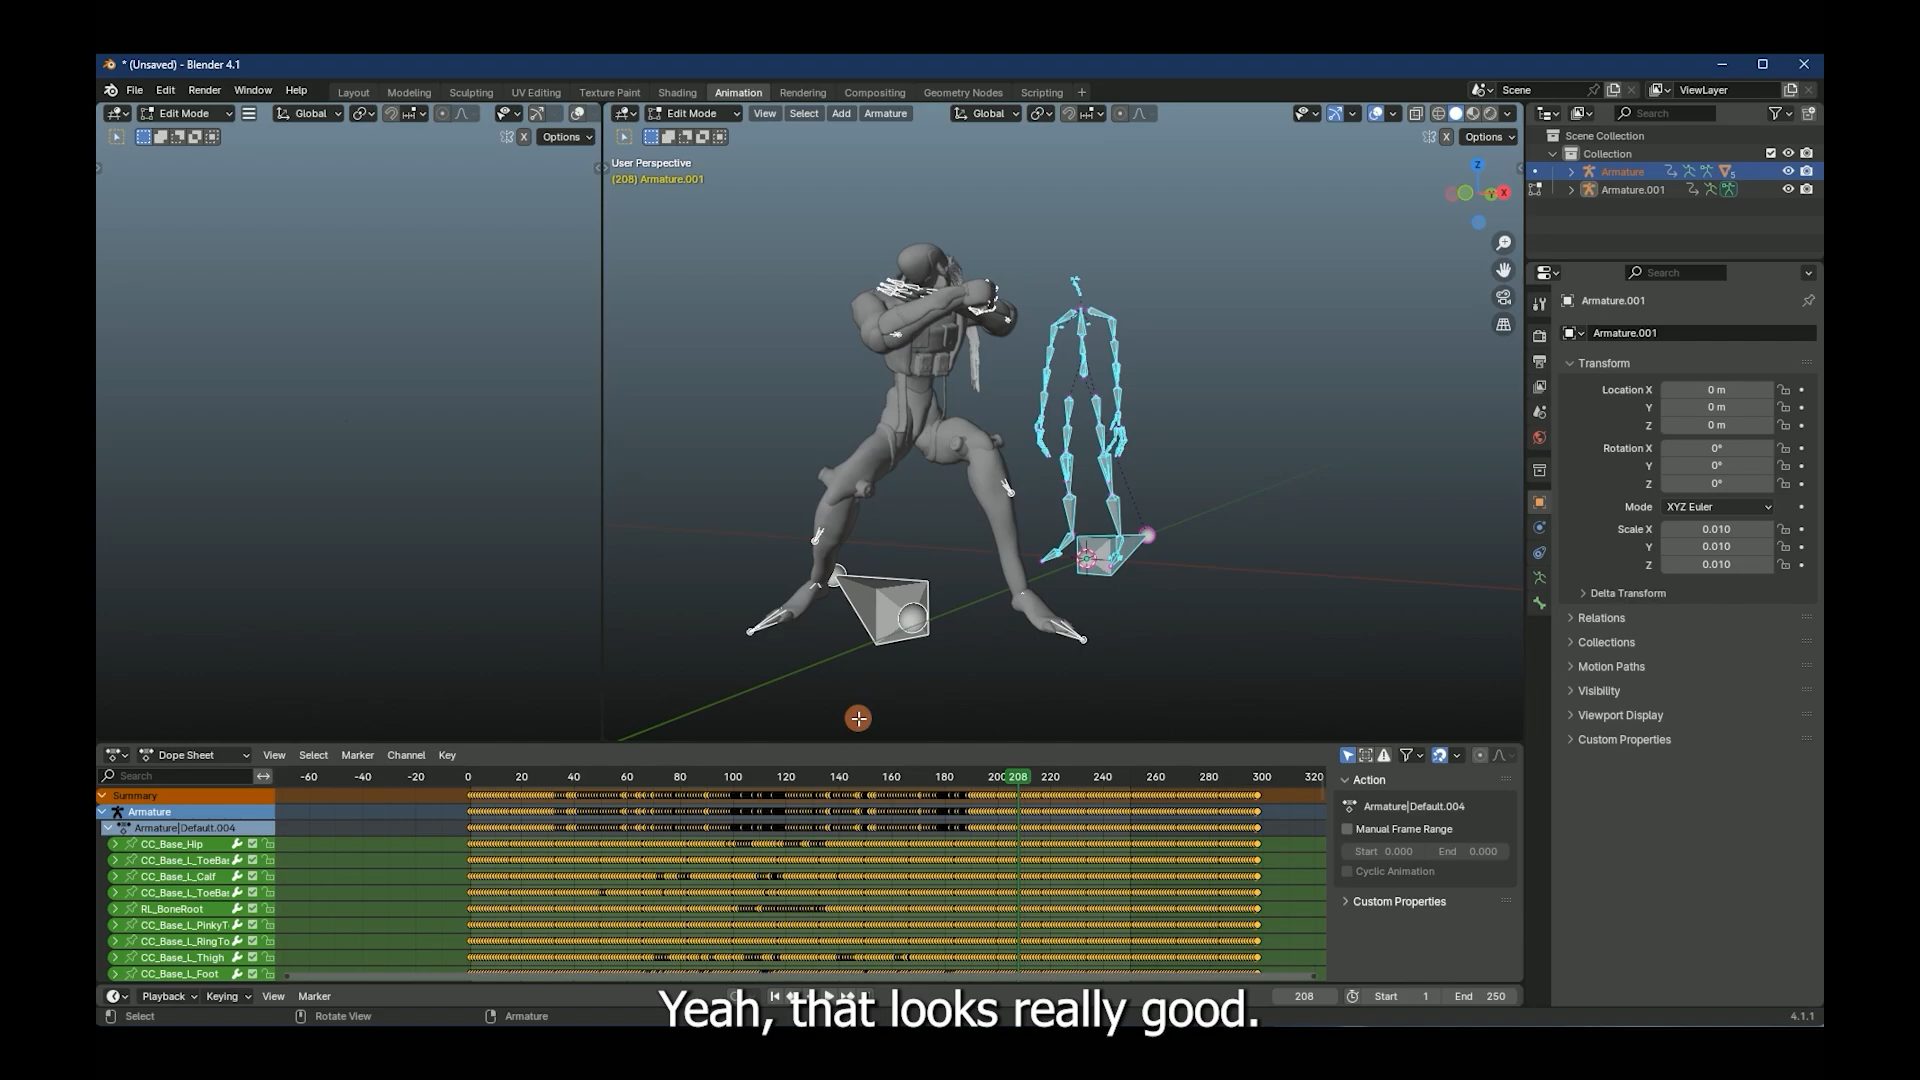 * (Unsaved) - Blender 4.1
File Edit Render Window Help Layout Modeling Sculpting UV Editing Texture Paint Shading Animation Rendering Compositing Geometry Nodes Scripting + Scene ViewLayer
Edit Mode Global
Edit Mode View Select Add Armature Global
Search
X Options
X Options
User Perspective
(208) Armature.001
Z
Y
X
Scene Collection
Collection
Armature
5
Armature.001
Search
Armature.001
Armature.001
Transform
Location X 0 m
Y 0 m
Z 0 m
Rotation X 0°
Y 0°
Z 0°
Mode XYZ Euler
Scale X 0.010
Y 0.010
Z 0.010
Delta Transform
Relations
Collections
Motion Paths
Visibility
Viewport Display
Custom Properties
Dope Sheet View Select Marker Channel Key
Search
-60 -40 -20 0 20 40 60 80 100 120 140 160 180 200 208 220 240 260 280 300 320
Summary
Armature
Armature|Default.004
CC_Base_Hip
CC_Base_L_ToeBa
CC_Base_L_Calf
CC_Base_L_ToeBa
RL_BoneRoot
CC_Base_L_PinkyT
CC_Base_L_RingTo
CC_Base_L_Thigh
CC_Base_L_Foot
Action
Armature|Default.004
Manual Frame Range
Start 0.000 End 0.000
Cyclic Animation
Custom Properties
Playback Keying View Marker 208 Start 1 End 250
Select Rotate View Armature 4.1.1
Yeah, that looks really good.